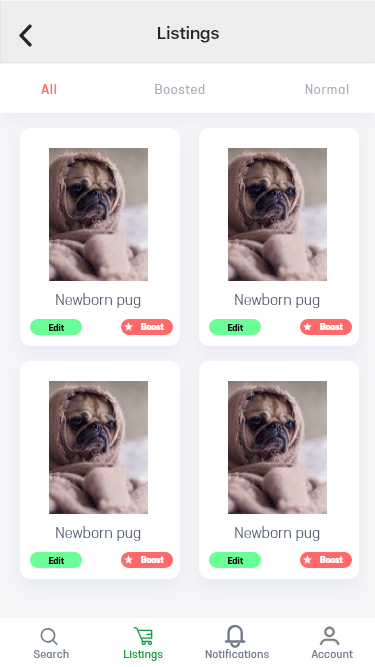 Listings
All Boosted Normal
Newborn pug Newborn pug
Edit Boost Edit Boost
Newborn pug Newborn pug
Edit Boost Edit Boost
Search Listings Notifications Account